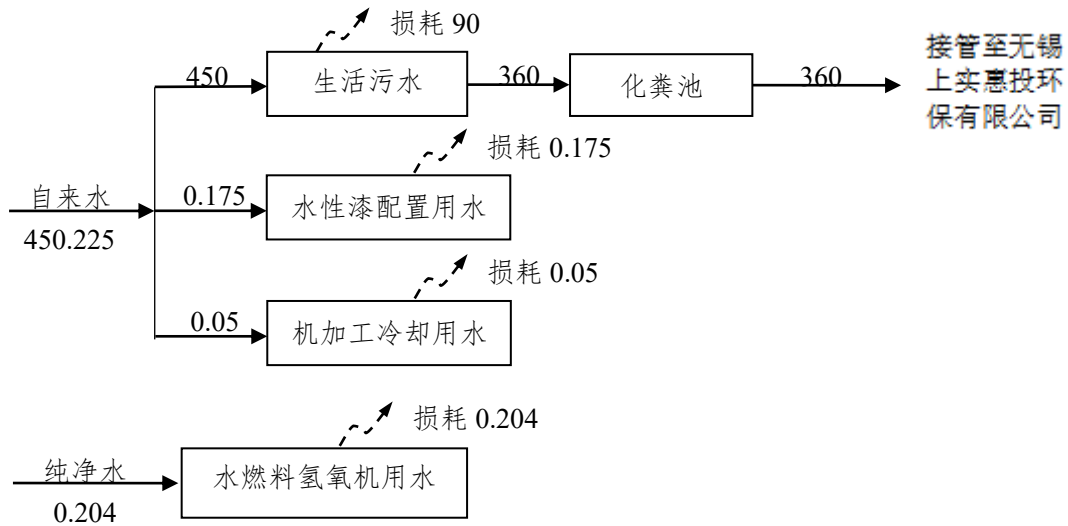 损耗 90
450
生活污水
360
化粪池
360
接管至无锡
上实惠投环
保有限公司
损耗 0.175
自来水
450.225
0.175
水性漆配置用水
损耗 0.05
0.05
机加工冷却用水
损耗 0.204
纯净水
0.204
水燃料氢氧机用水